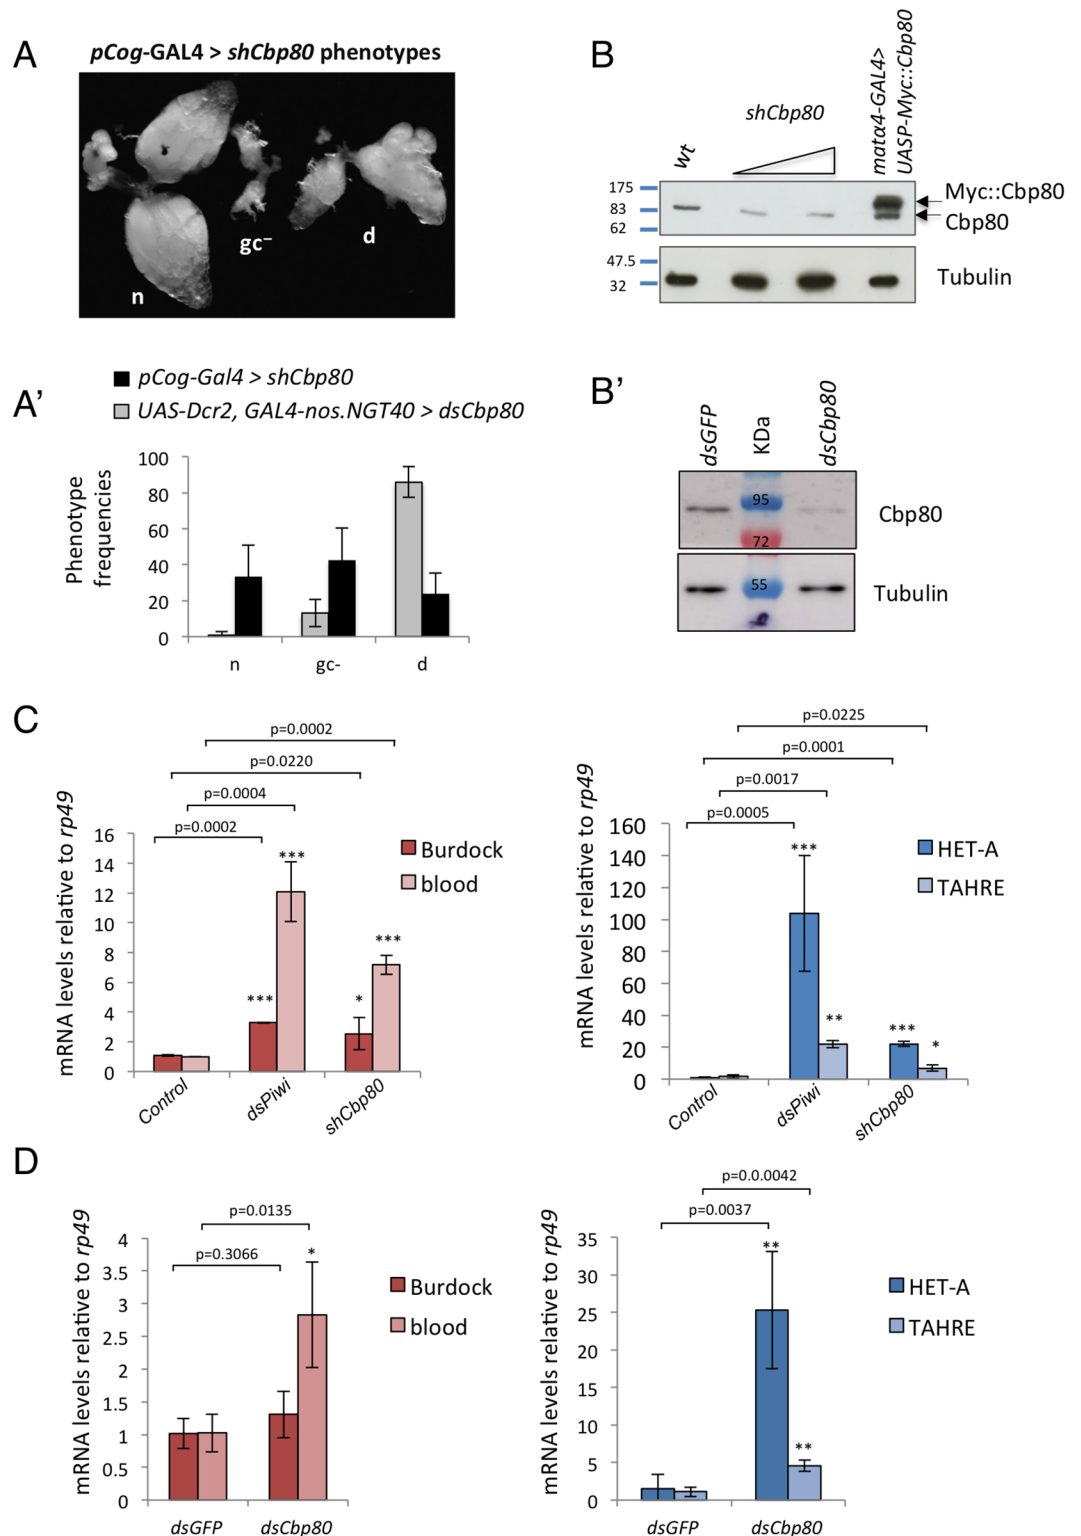 A
pCog-GAL4 > shCbp80 phenotypes
n
gc–
d
B
wt
shCbp80
matα4-GAL4>
UASP-Myc::Cbp80
175
83
62
Myc::Cbp80
Cbp80
47.5
32
Tubulin
A’
pCog-Gal4 > shCbp80
UAS-Dcr2, GAL4-nos.NGT40 > dsCbp80
Phenotype
frequencies
100
80
60
40
20
0
n
gc-
d
B’
dsGFP
KDa
dsCbp80
95
72
Cbp80
55
Tubulin
C
p=0.0002
p=0.0220
p=0.0004
p=0.0002
mRNA levels relative to rp49
16
14
12
10
8
6
4
2
0
***
***
*
***
Burdock
blood
Control
dsPiwi
shCbp80
p=0.0225
p=0.0001
p=0.0017
p=0.0005
mRNA levels relative to rp49
160
140
120
100
80
60
40
20
0
***
**
***
*
HET-A
TAHRE
Control
dsPiwi
shCbp80
D
p=0.0135
p=0.3066
mRNA levels relative to rp49
4
3.5
3
2.5
2
1.5
1
0.5
0
*
Burdock
blood
dsGFP
dsCbp80
p=0.0.0042
p=0.0037
mRNA levels relative to rp49
35
30
25
20
15
10
5
0
**
**
HET-A
TAHRE
dsGFP
dsCbp80